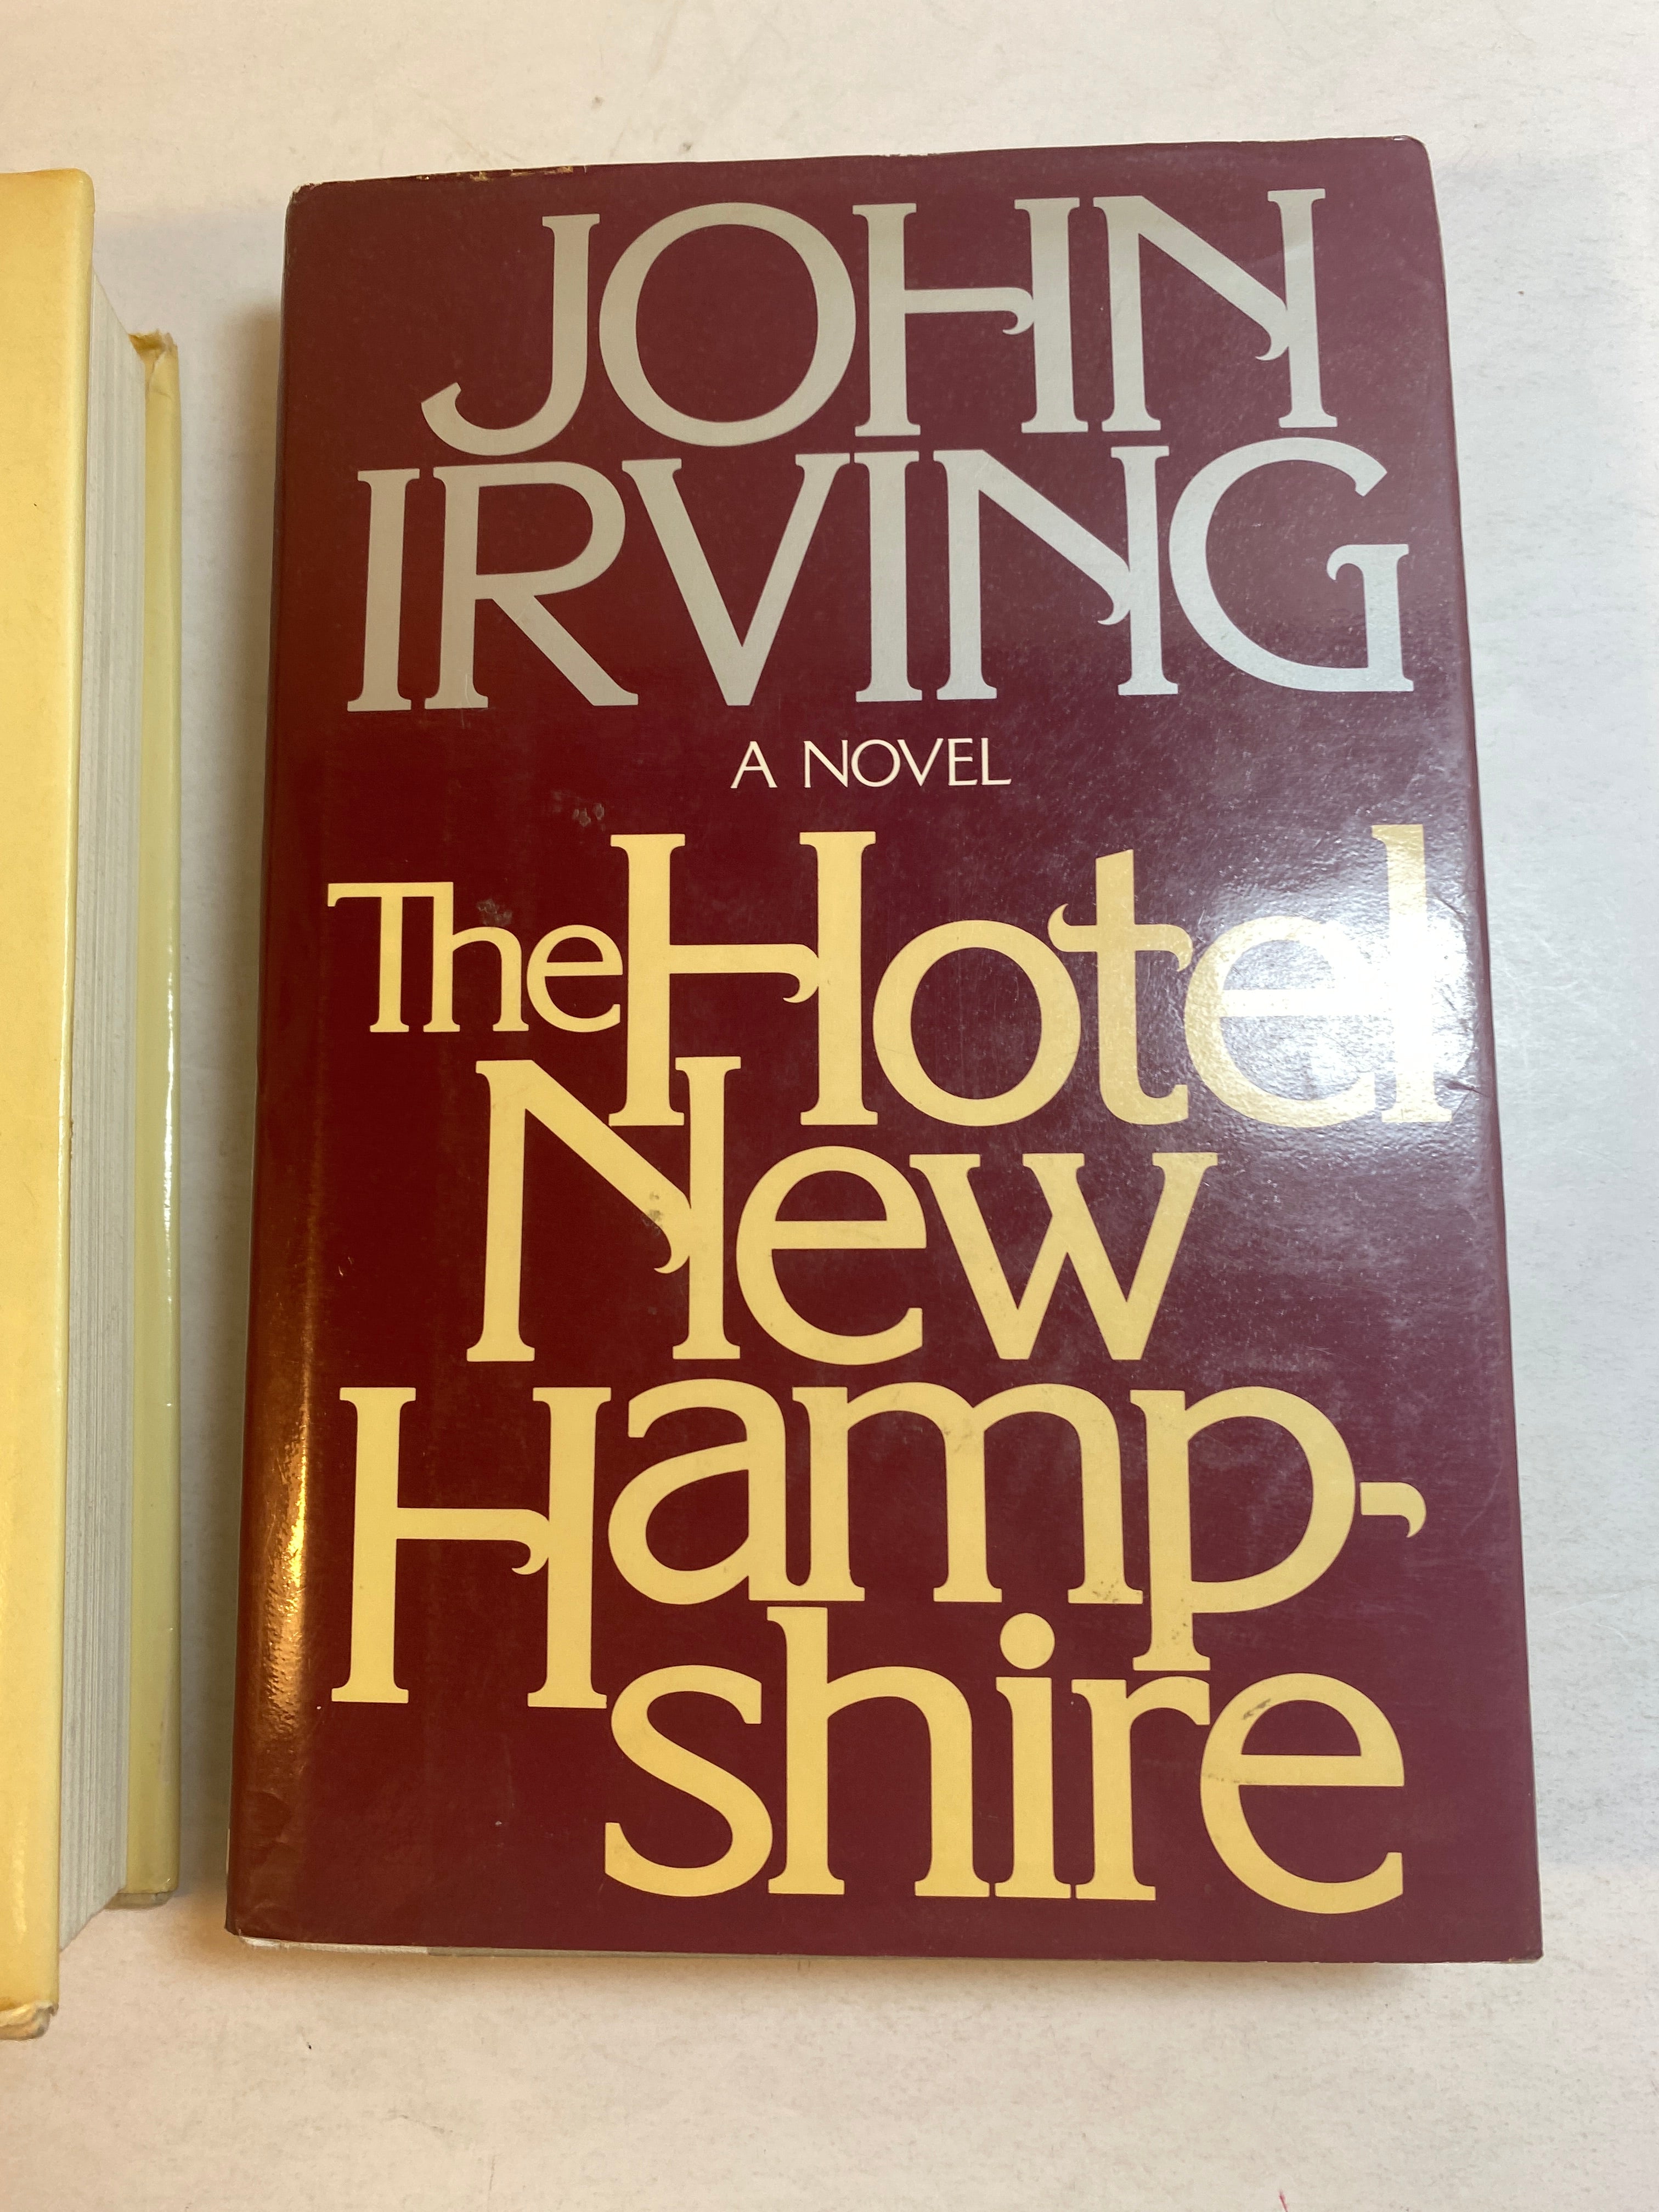 JOHN
IRVING
A NOVEL
The Hotel
New
Hamp-
shire